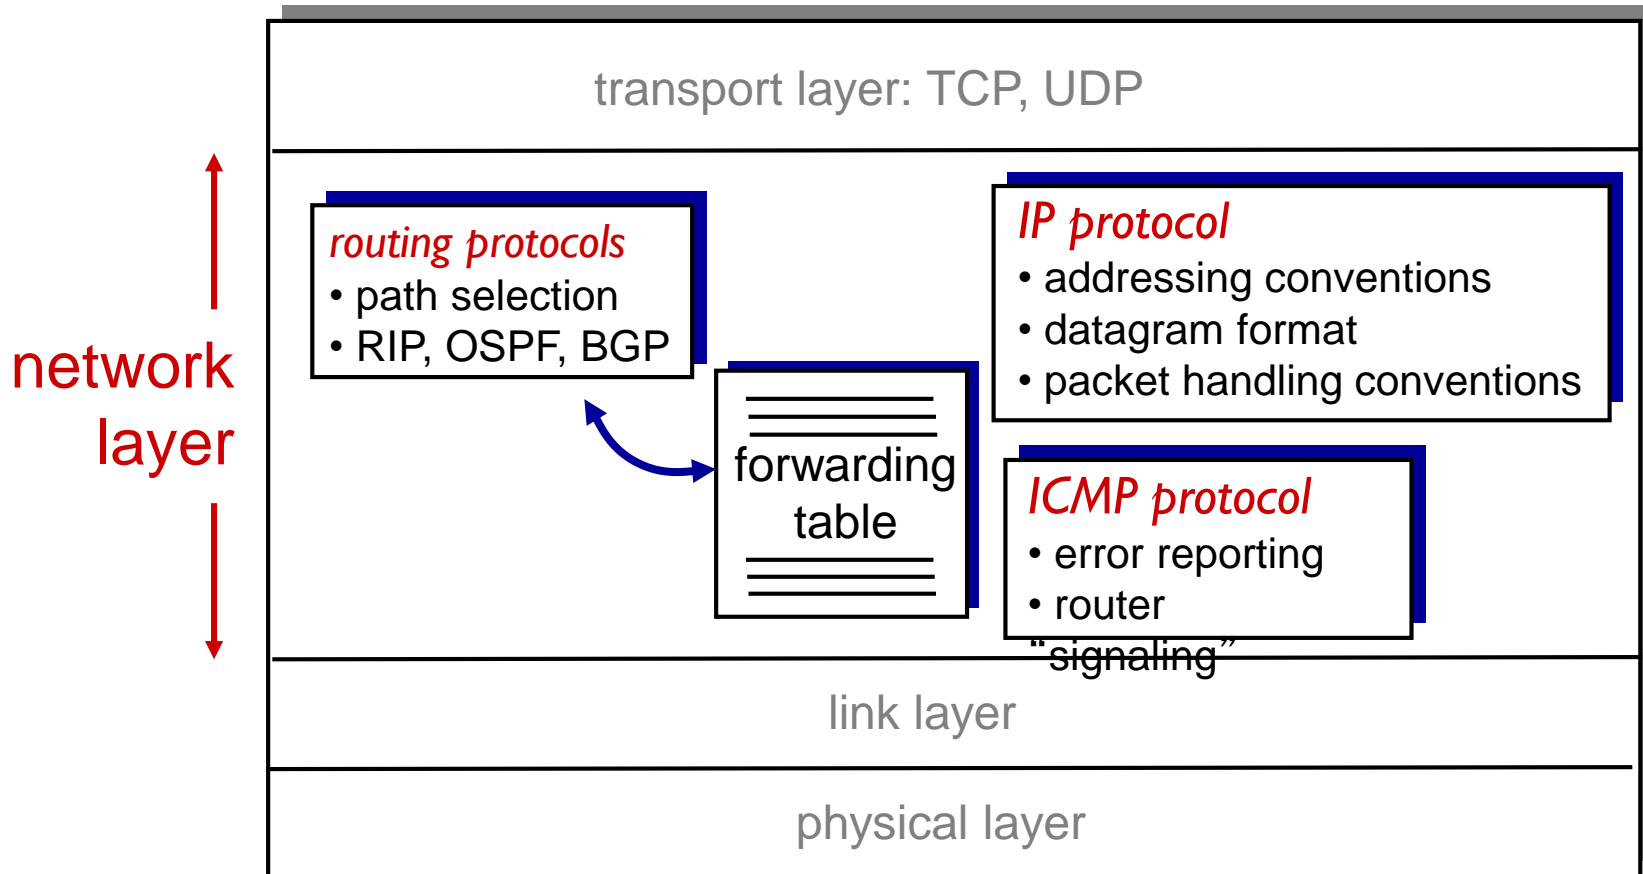 transport layer: TCP, UDP
network
layer
routing protocols
• path selection
• RIP, OSPF, BGP
forwarding
table
IP protocol
• addressing conventions
• datagram format
• packet handling conventions
ICMP protocol
• error reporting
• router
“signaling”
link layer
physical layer